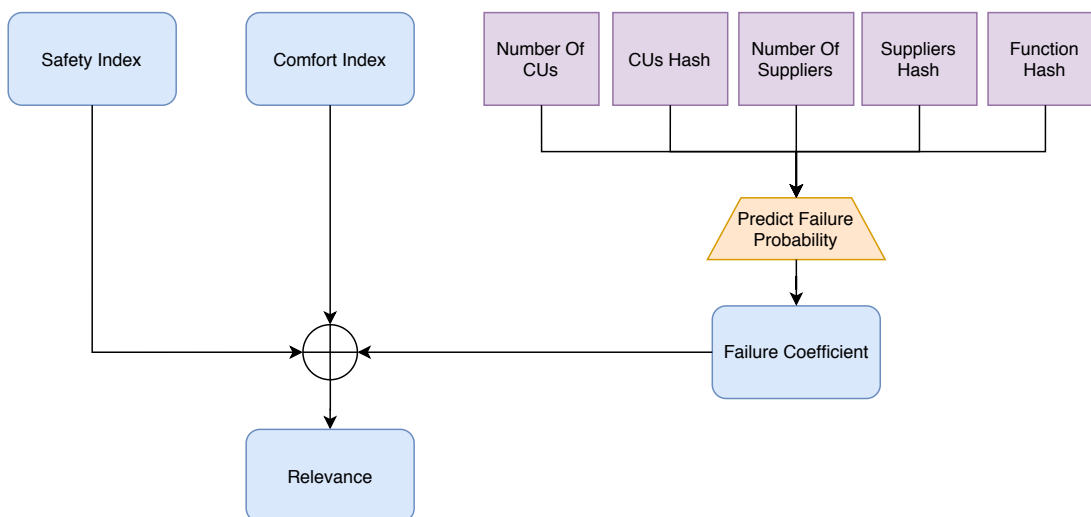 Safety Index
Comfort Index
Number Of
CUs
CUs Hash
Number Of
Suppliers
Suppliers
Hash
Function
Hash
Predict Failure
Probability
Failure Coefficient
Relevance